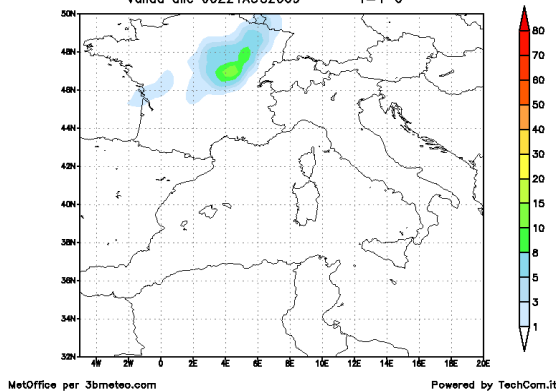 50N
48N
46N
44N
42N
40N
38N
36N
34N
32N
4W 2W 0 2E 4E 6E 8E 10E 12E 14E 16E 18E 20E
80
70
60
50
40
30
20
15
10
8
5
3
1
MetOffice per 3bmeteo.com
Powered by TechCom.it